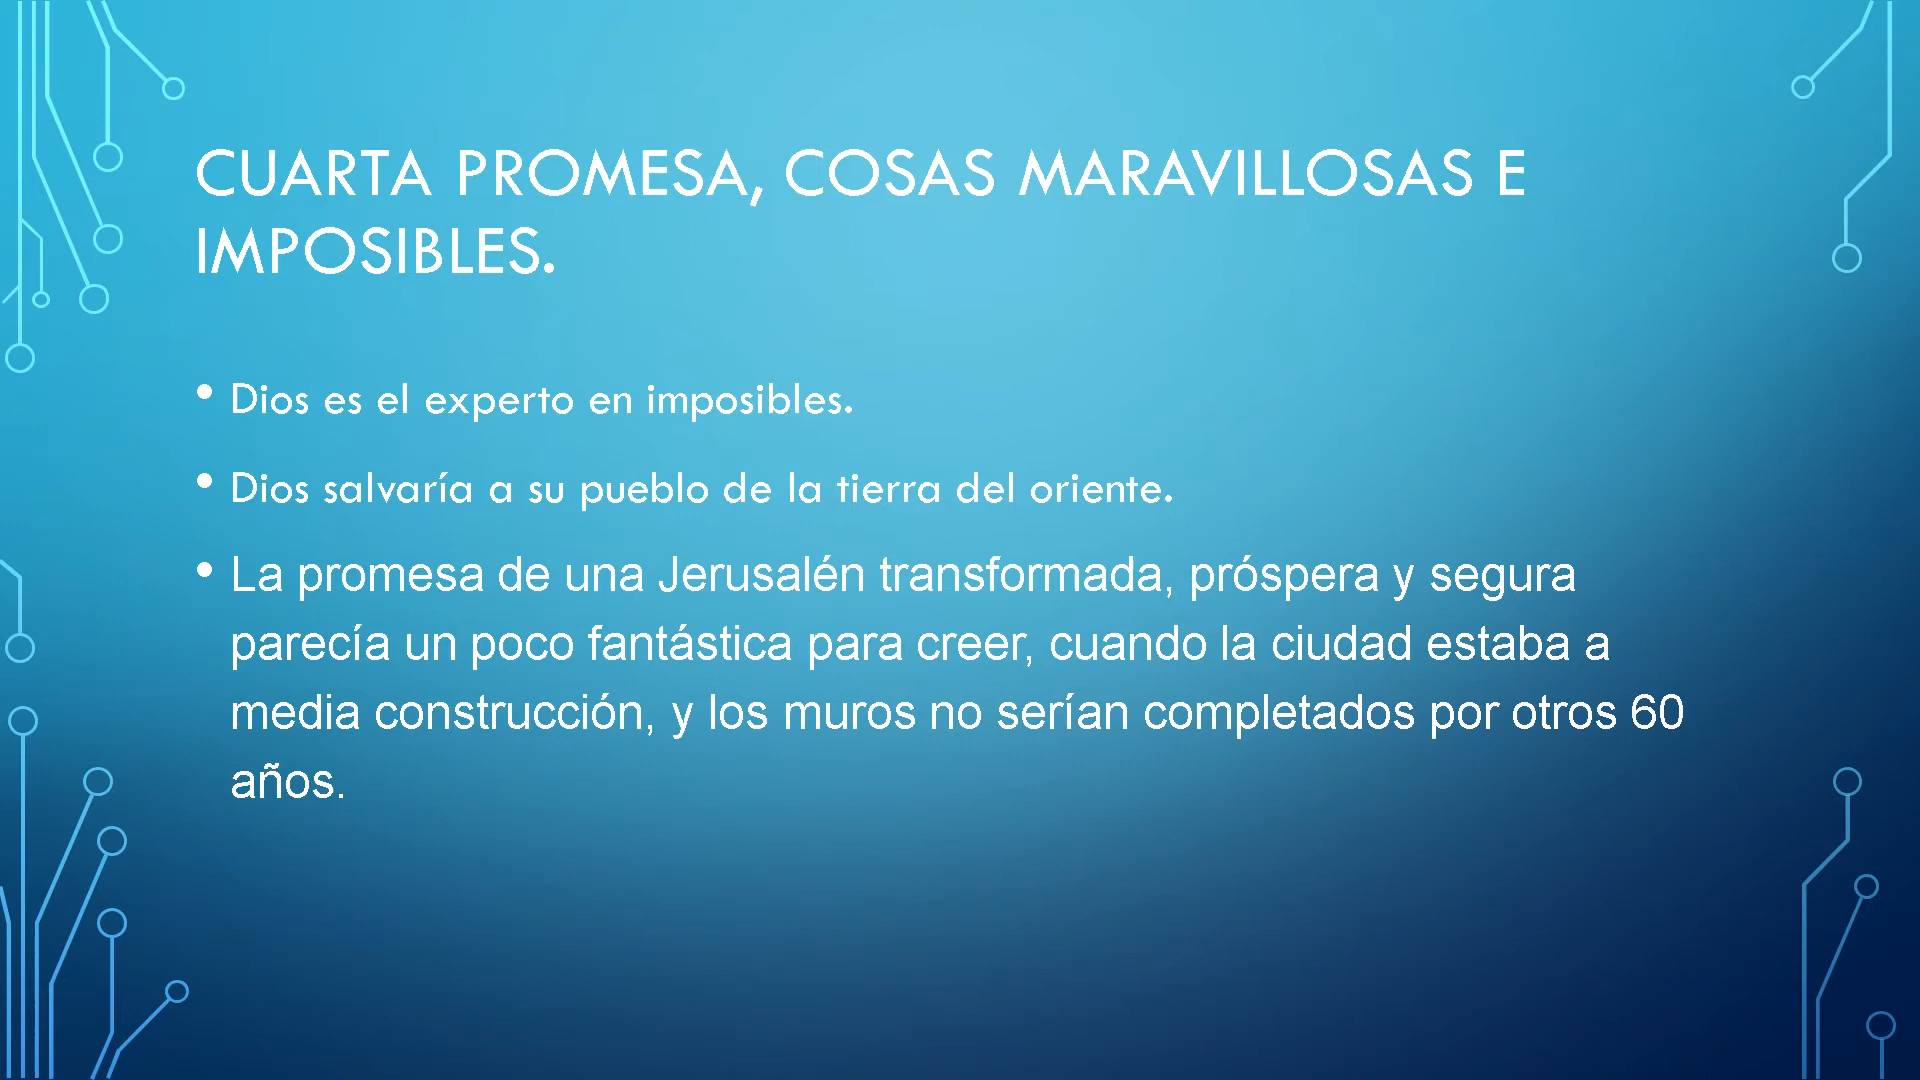 CUARTA PROMESA, COSAS MARAVILLOSAS E
IMPOSIBLES.
• Dios es el experto en imposibles.
• Dios salvaría a su pueblo de la tierra del oriente.
• La promesa de una Jerusalén transformada, próspera y segura
parecía un poco fantástica para creer, cuando la ciudad estaba a
media construcción, y los muros no serían completados por otros 60
años.